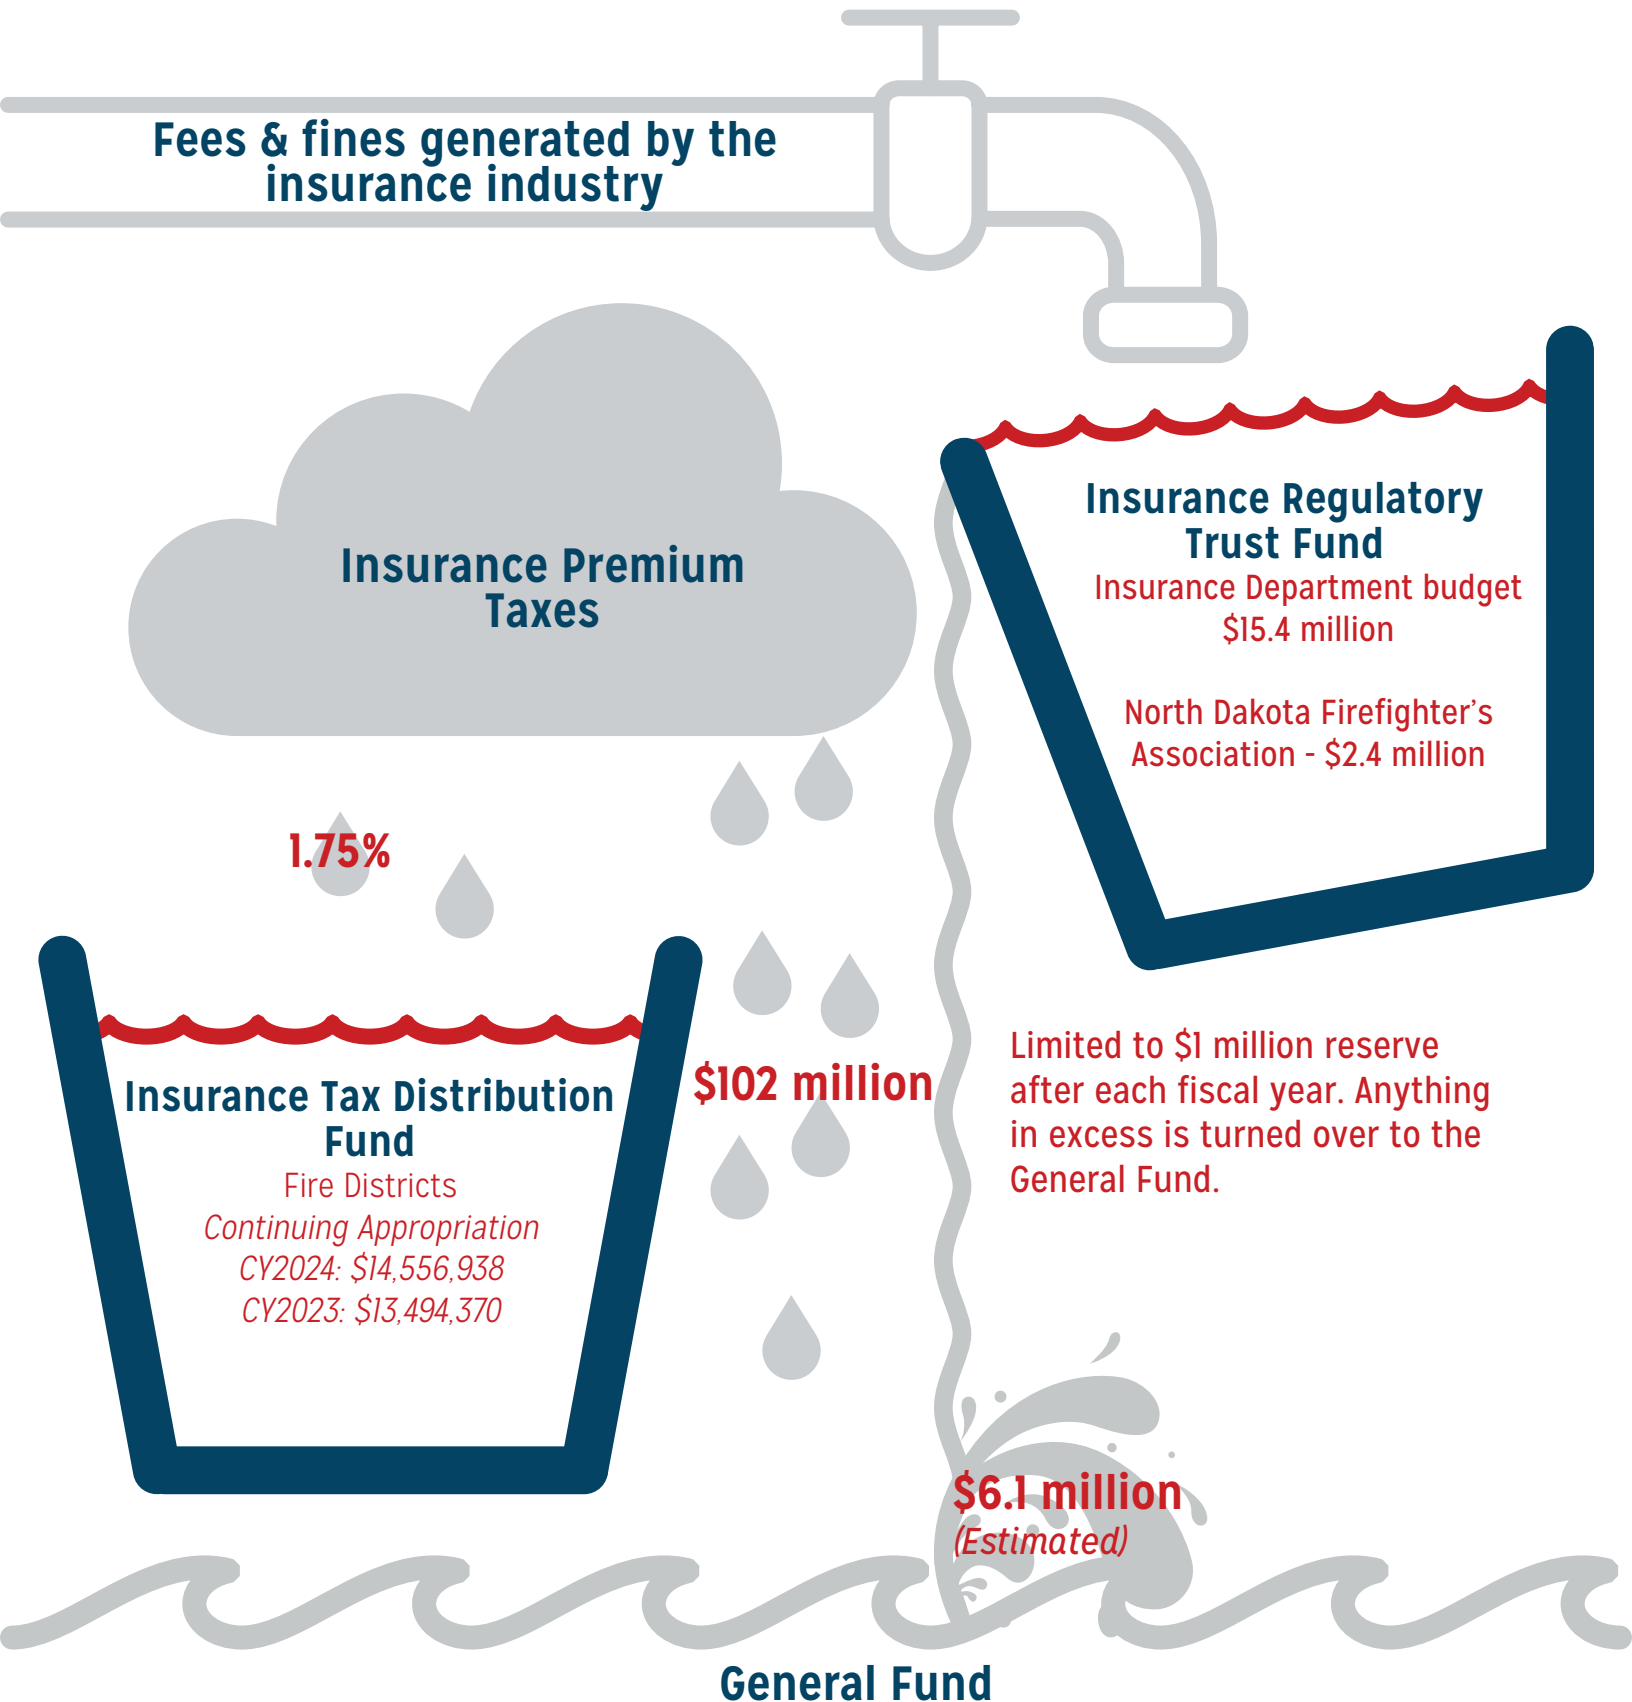 Fees & fines generated by the
insurance industry
Insurance Premium
Taxes
Insurance Regulatory
Trust Fund
Insurance Department budget
$15.4 million
North Dakota Firefighter’s
Association - $2.4 million
1.75%
$102 million
Insurance Tax Distribution
Fund
Fire Districts
Continuing Appropriation
CY2024: $14,556,938
CY2023: $13,494,370
Limited to $1 million reserve
after each fiscal year. Anything
in excess is turned over to the
General Fund.
$6.1 million
(Estimated)
General Fund